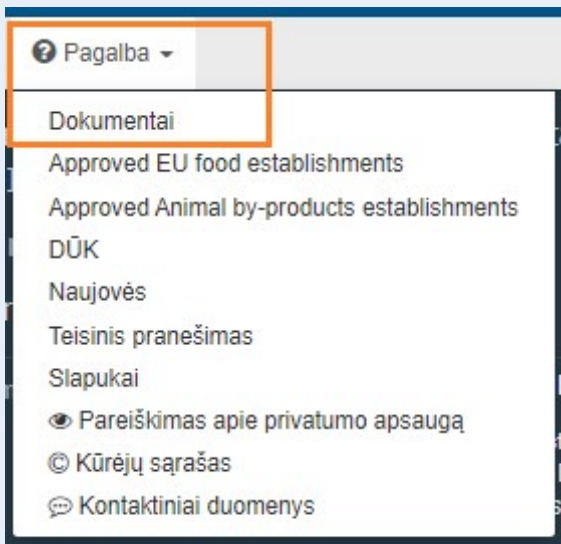 Pagalba
Dokumentai
Approved EU food establishments
Approved Animal by-products establishments
DŪK
Naujovės
Teisinis pranešimas
Slapukai
Pareiškimas apie privatumo apsaugą
© Kūrėjų sąrašas
Kontaktiniai duomenys